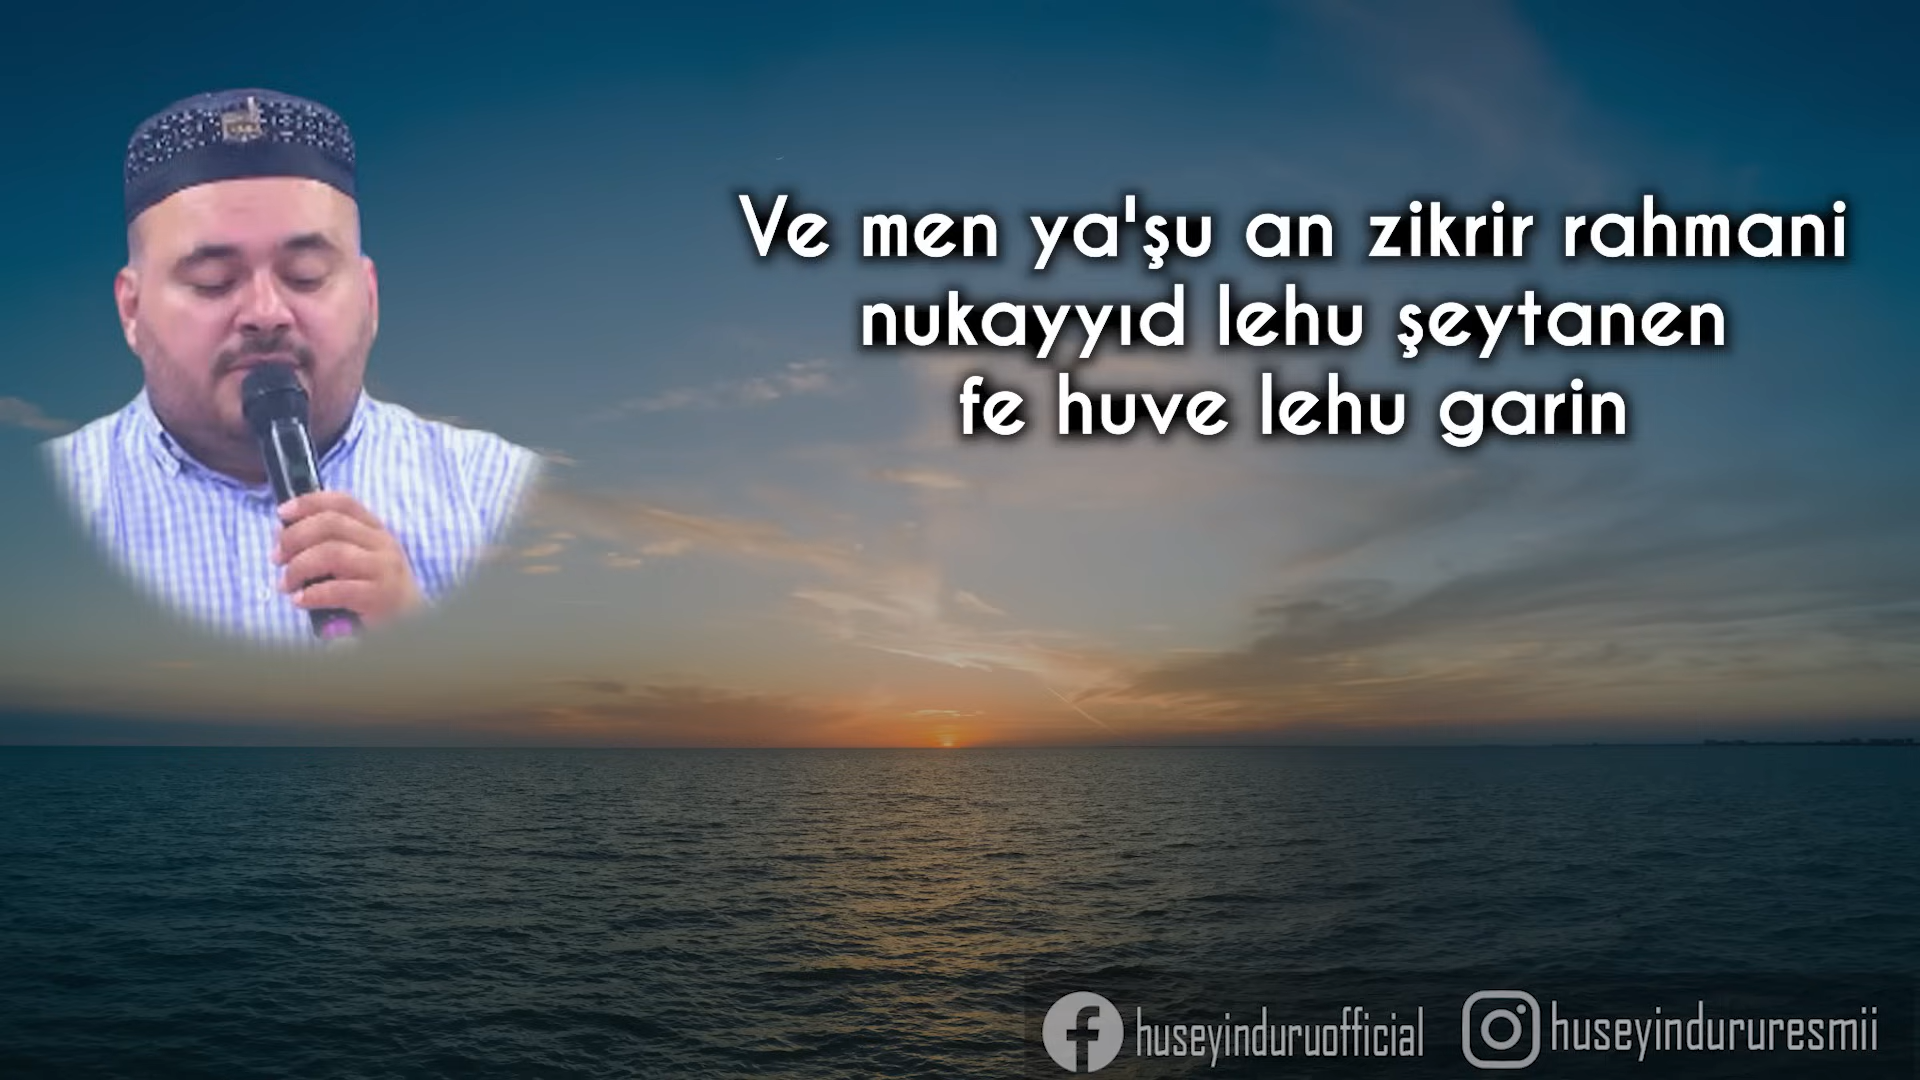 Ve men ya'şu an zikrir rahmani
nukayyıd lehu şeytanen
fe huve lehu garin
huseyinduruofficial
huseyindururesmii